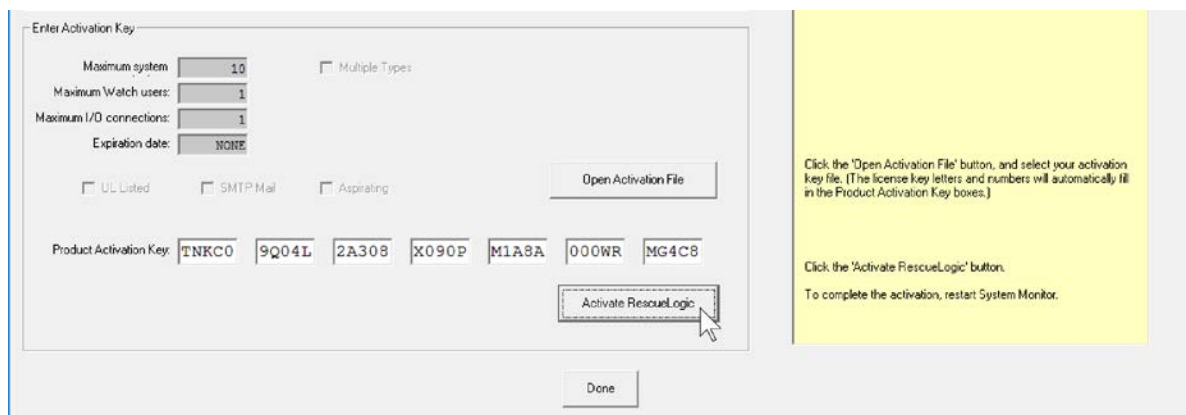 Enter Activation Key
Maximum system 10 Multiple Types
Maximum Watch users: 1
Maximum I/O connections: 1
Expiration date: NONE
UL Listed SMTP Mail Aspirating Open Activation File
Product Activation Key: TNKC0 9Q04L 2A308 X090P M1A8A 000WR MG4C8
Activate RescueLogic
Done
Click the 'Open Activation File' button, and select your activation
key file. (The license key letters and numbers will automatically fill
in the Product Activation Key boxes.)
Click the 'Activate RescueLogic' button.
To complete the activation, restart System Monitor.